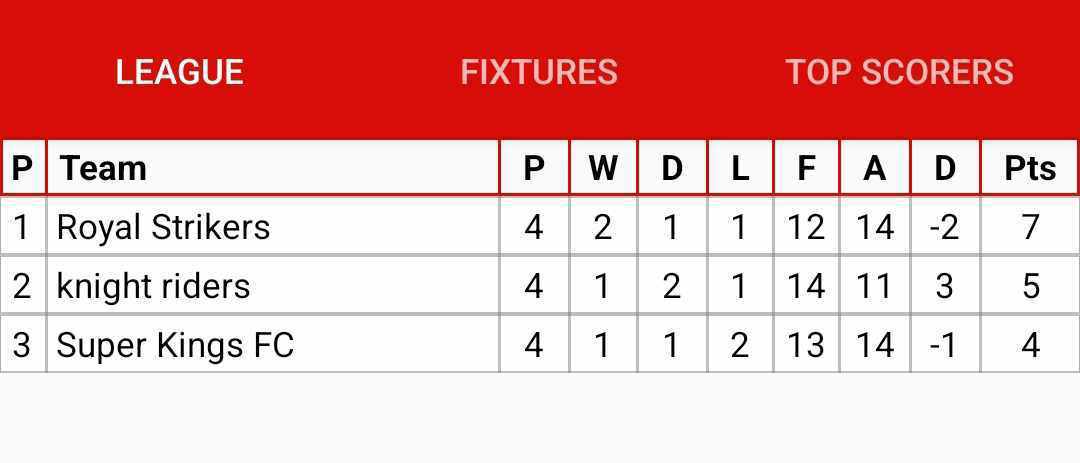 LEAGUE FIXTURES TOP SCORERS
P Team P W D L F A D Pts
1 Royal Strikers 4 2 1 1 12 14 -2 7
2 knight riders 4 1 2 1 14 11 3 5
3 Super Kings FC 4 1 1 2 13 14 -1 4